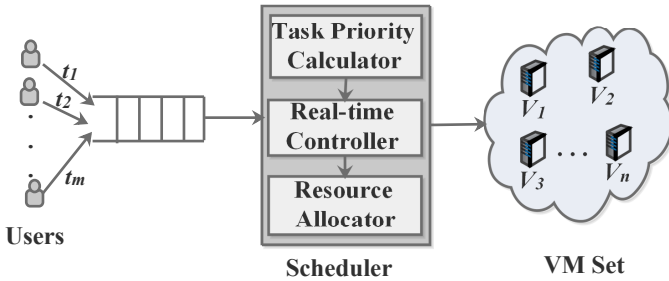 t1
t2
.
.
.
tm
Users
Task Priority
Calculator
Real-time
Controller
Resource
Allocator
Scheduler
V1
V2
V3
. . .
Vn
VM Set